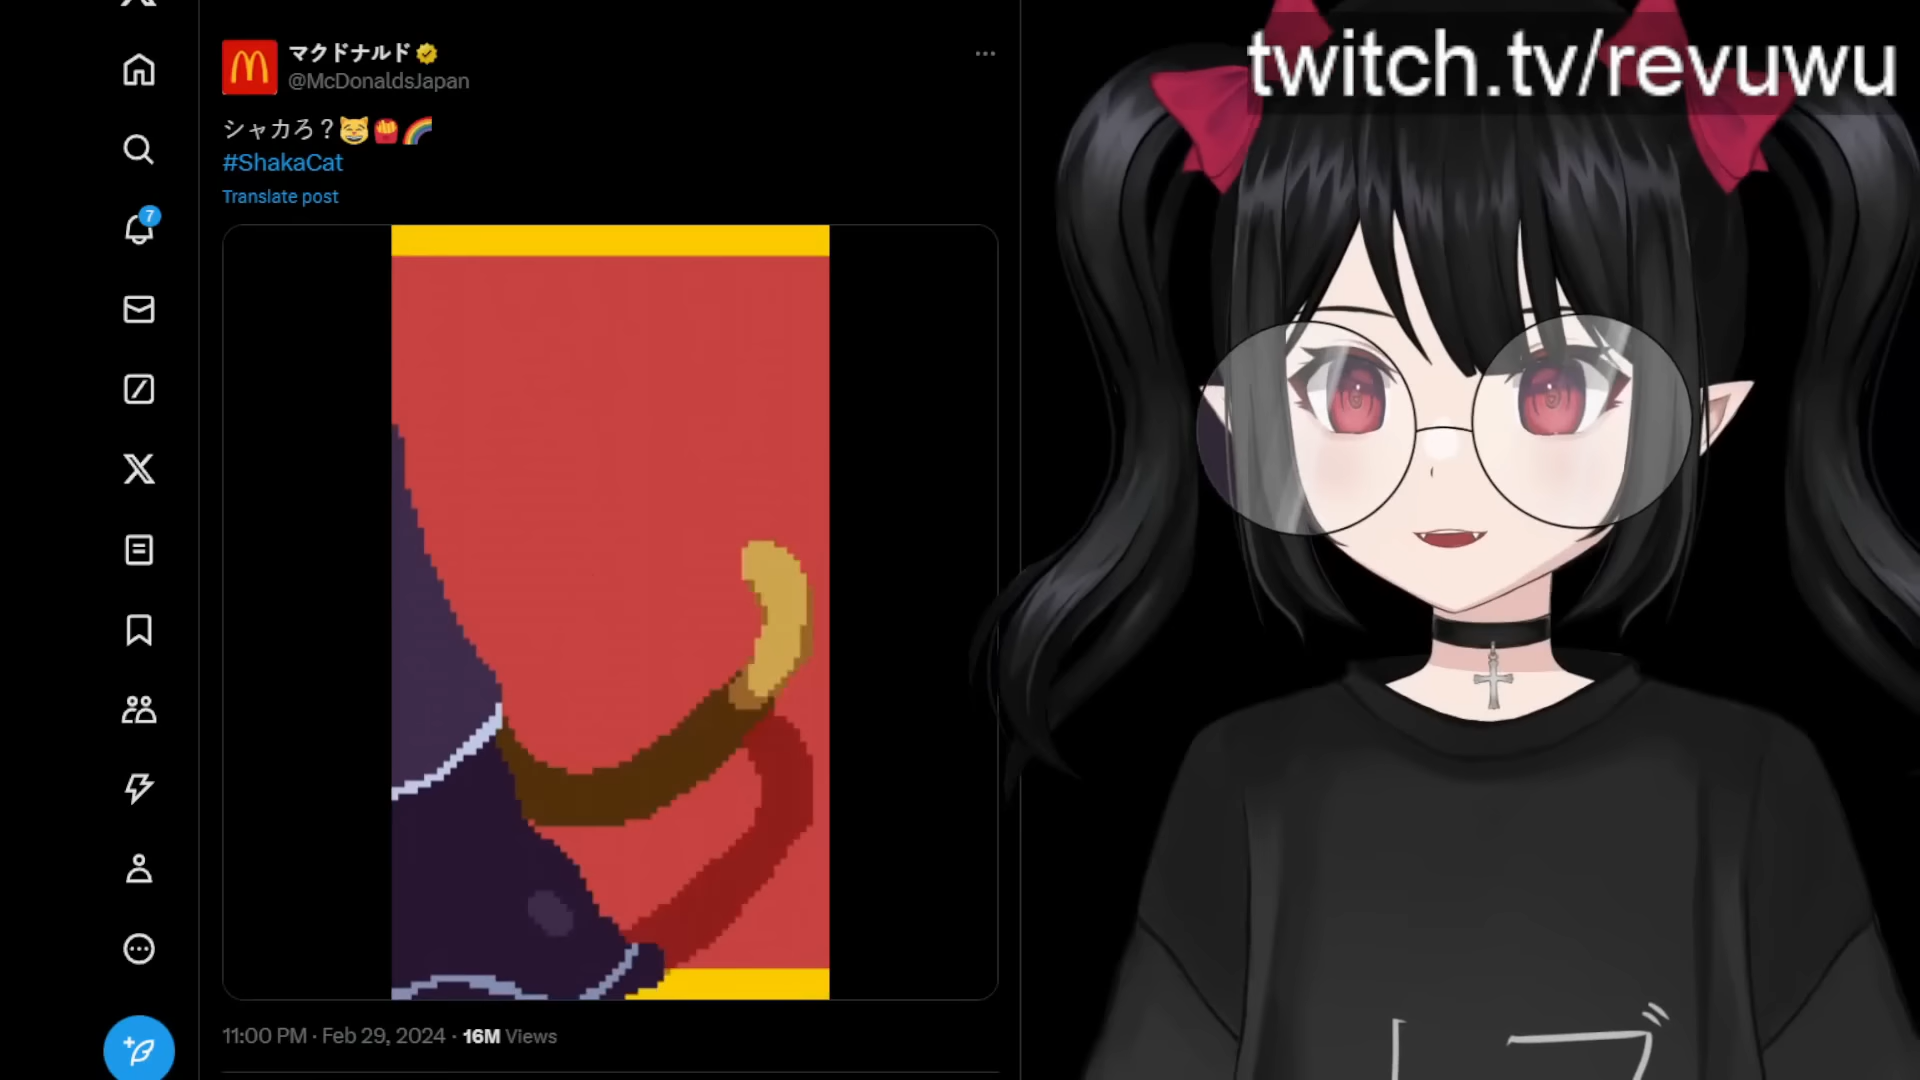 マクドナルド
@McDonaldsJapan
シャカろ？😹🍟🌈
#ShakaCat
Translate post
7
11:00 PM · Feb 29, 2024 · 16M Views
twitch.tv/revuwu